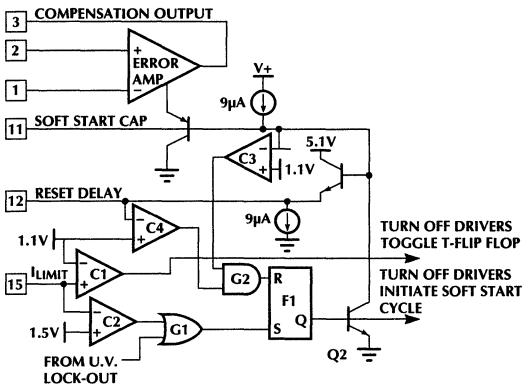 3 COMPENSATION OUTPUT
2
+
ERROR
AMP
1
−
V+
9µA
11 SOFT START CAP
5.1V
C3
−
+
1.1V
12 RESET DELAY
−
C4
+
9µA
1.1V
TURN OFF DRIVERS
TOGGLE T-FLIP FLOP
−
C1
+
15 ILIMIT
G2
R
F1
TURN OFF DRIVERS
INITIATE SOFT START
CYCLE
−
C2
+
1.5V
G1
Q
S
Q2
FROM U.V.
LOCK-OUT